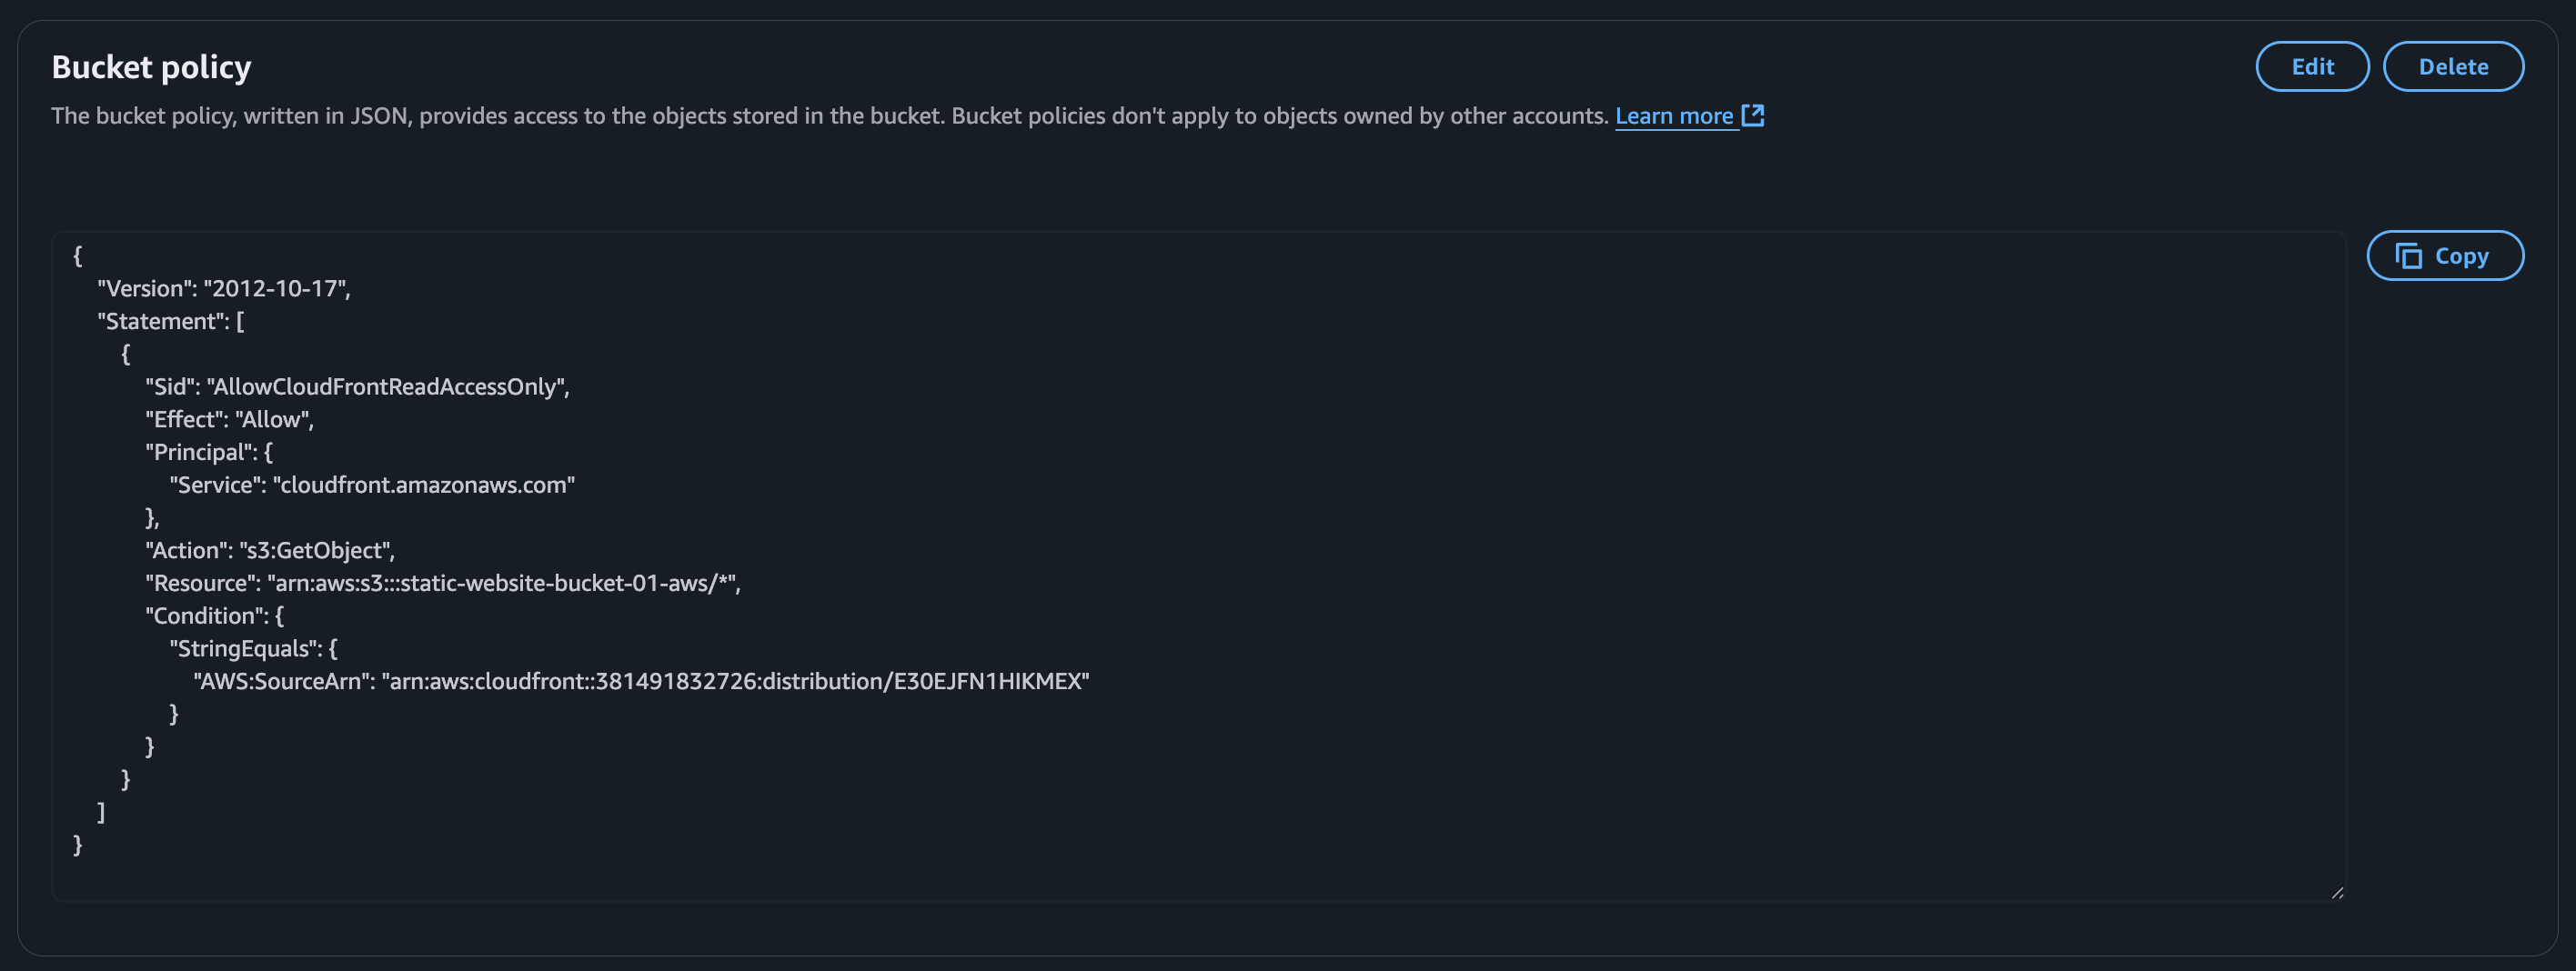 Bucket policy
Edit
Delete
The bucket policy, written in JSON, provides access to the objects stored in the bucket. Bucket policies don't apply to objects owned by other accounts. Learn more
Copy
{
"Version": "2012-10-17",
"Statement": [
{
"Sid": "AllowCloudFrontReadAccessOnly",
"Effect": "Allow",
"Principal": {
"Service": "cloudfront.amazonaws.com"
},
"Action": "s3:GetObject",
"Resource": "arn:aws:s3:::static-website-bucket-01-aws/*",
"Condition": {
"StringEquals": {
"AWS:SourceArn": "arn:aws:cloudfront::381491832726:distribution/E30EJFN1HIKMEX"
}
}
}
]
}